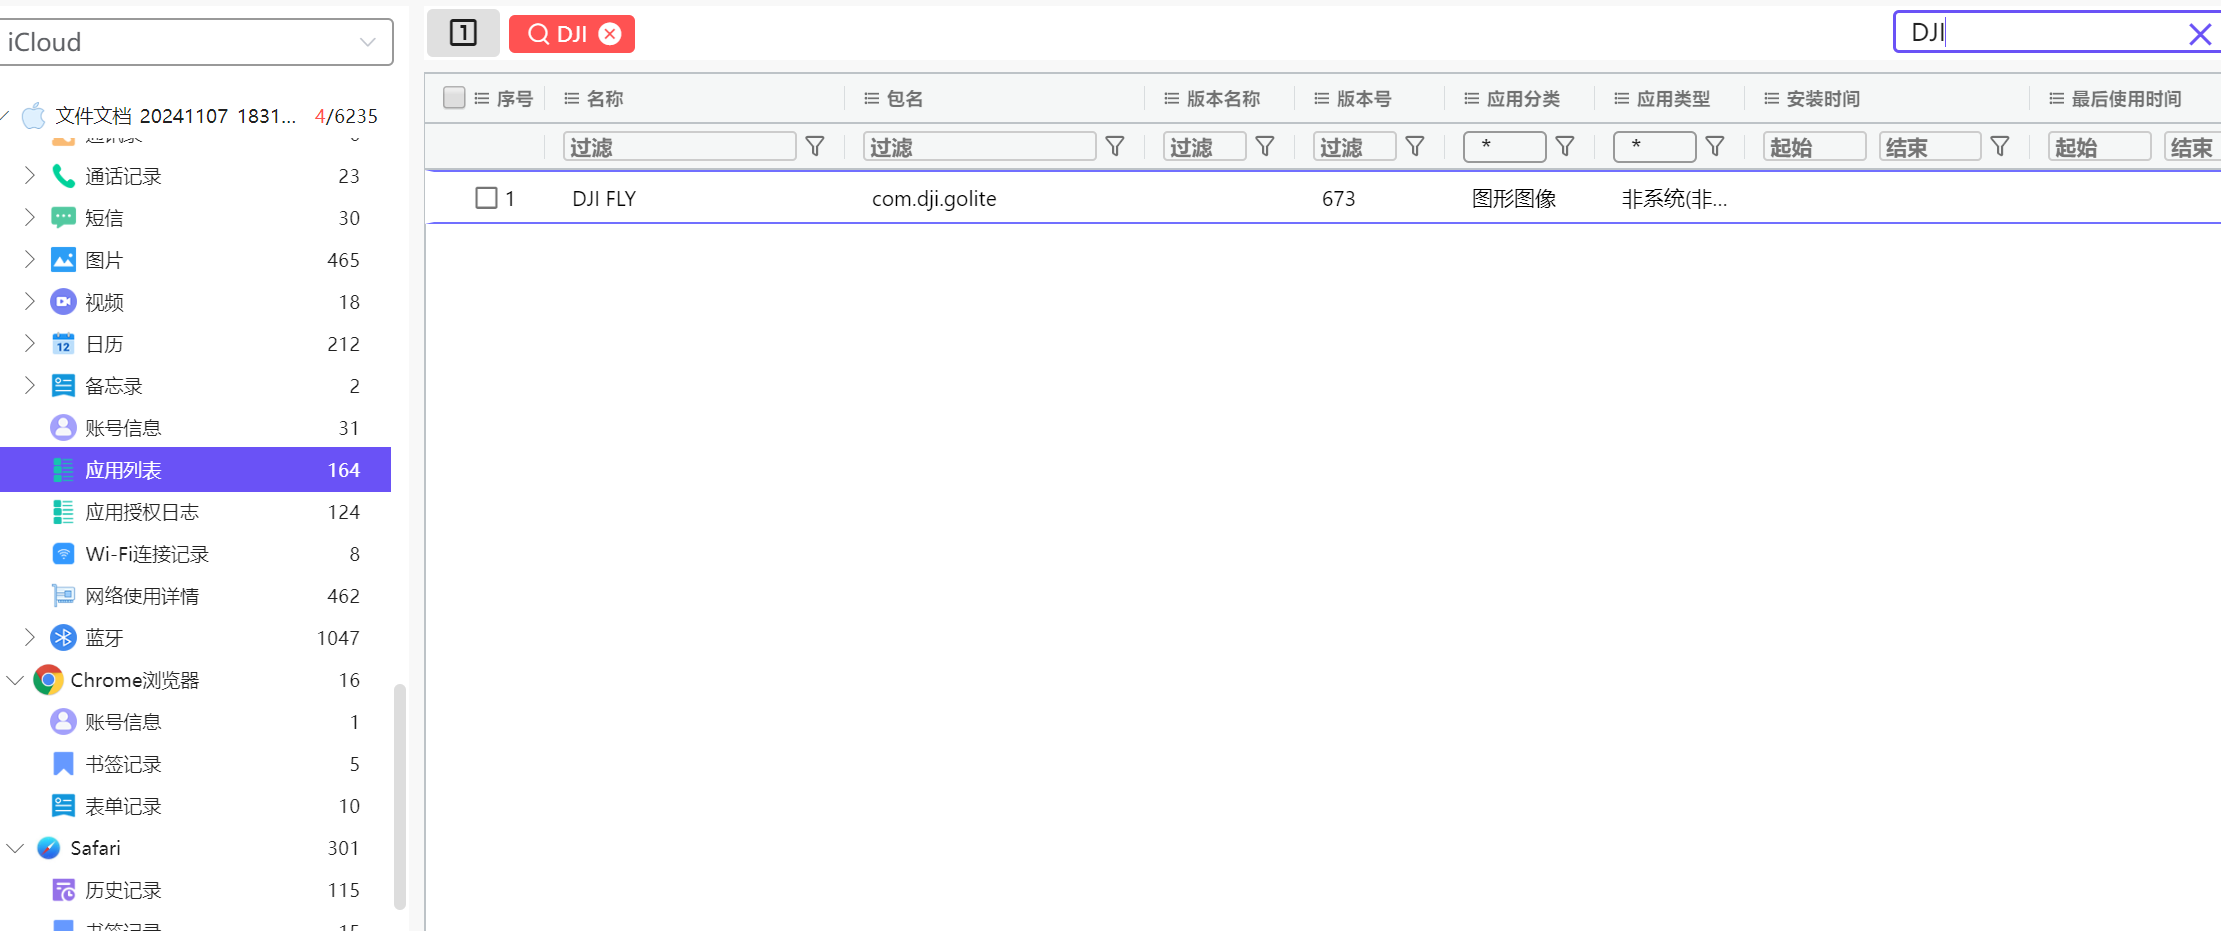 iCloud
文件文档 20241107 1831... 4/6235
通话记录 23
短信 30
图片 465
视频 18
日历 212
备忘录 2
账号信息 31
应用列表 164
应用授权日志 124
Wi-Fi连接记录 8
网络使用详情 462
蓝牙 1047
Chrome浏览器 16
账号信息 1
书签记录 5
表单记录 10
Safari 301
历史记录 115
书签记录 15
1 DJI DJI
序号 名称 包名 版本名称 版本号 应用分类 应用类型 安装时间 最后使用时间
过滤 过滤 过滤 过滤 * * 起始 结束 起始 结束
1 DJI FLY com.dji.golite 673 图形图像 非系统(非...